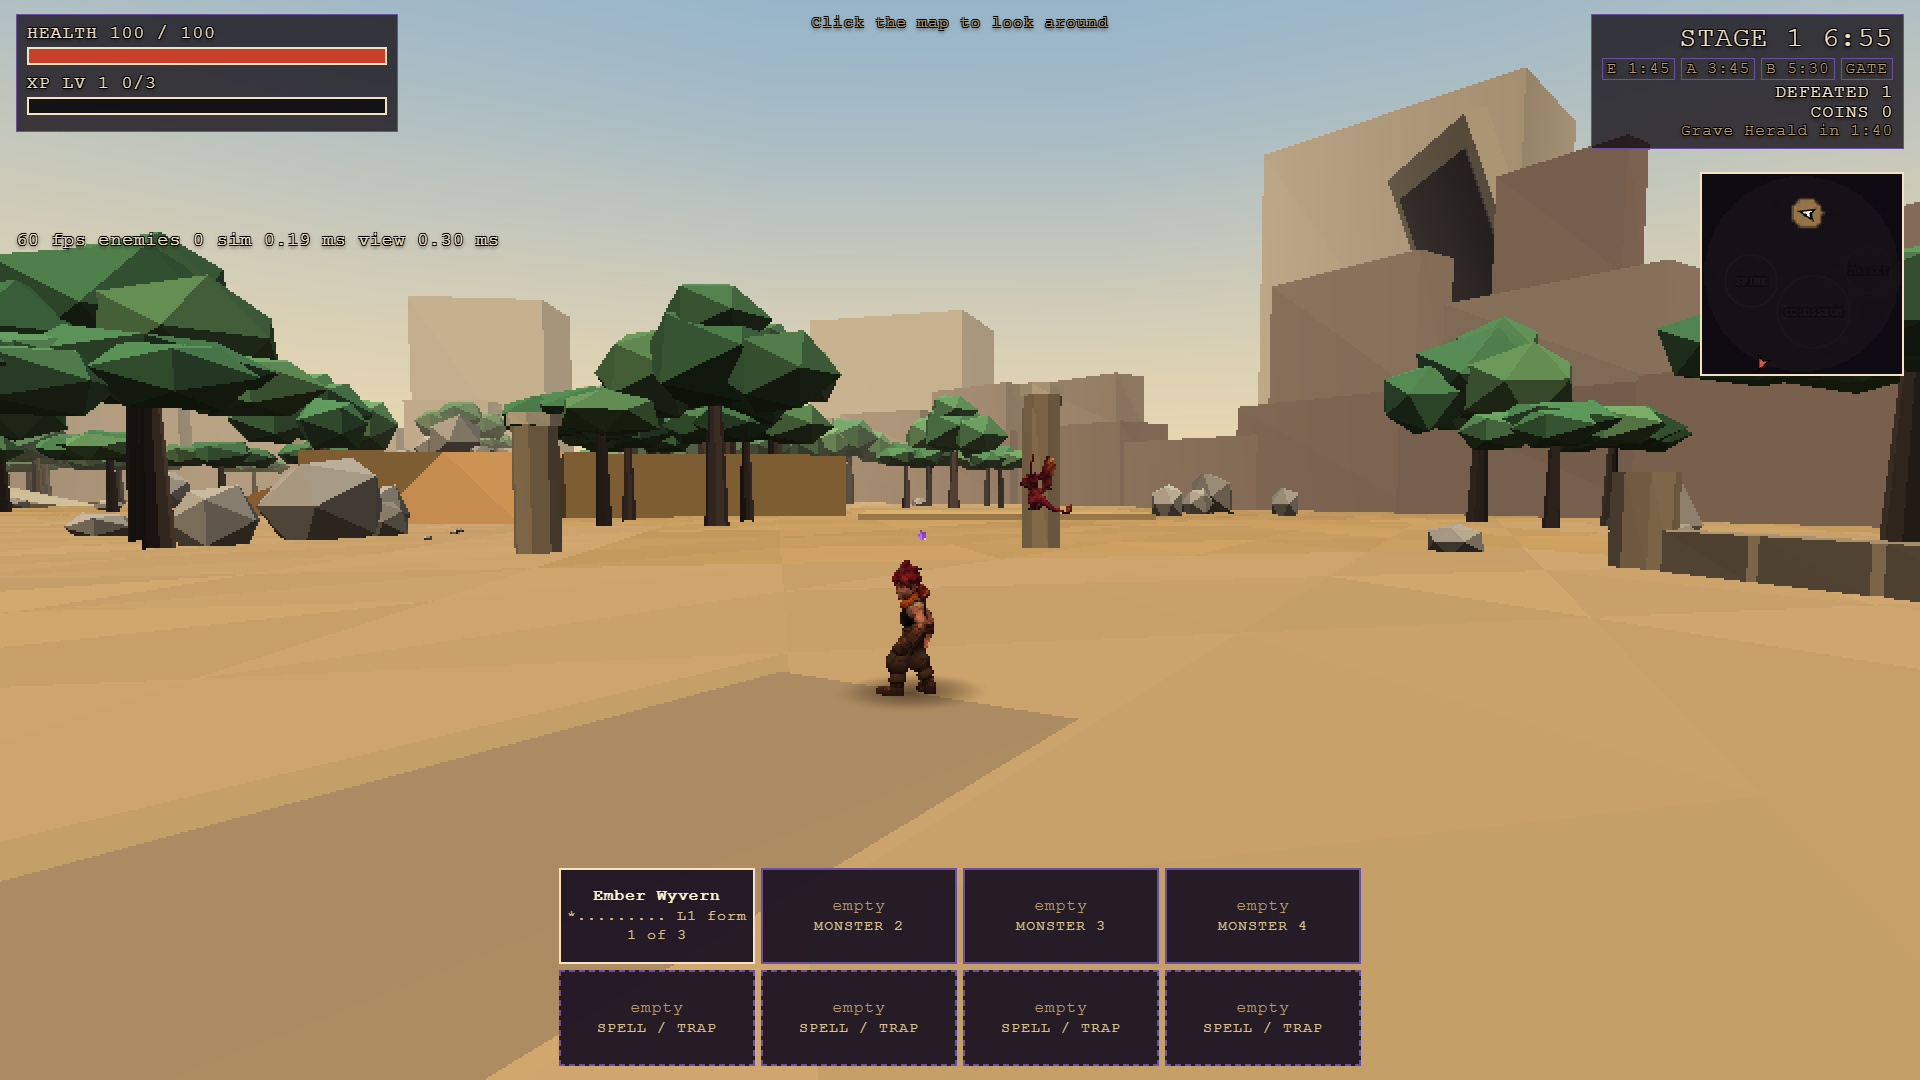 HEALTH 100 / 100
XP LV 1 0/3
Click the map to look around
STAGE 1 6:55
E 1:45 A 3:45 B 5:30 GATE
DEFEATED 1
COINS 0
Grave Herald in 1:40
60 fps enemies 0 sim 0.19 ms view 0.30 ms
Ember Wyvern
*......... L1 form
1 of 3
empty
MONSTER 2
empty
MONSTER 3
empty
MONSTER 4
empty
SPELL / TRAP
empty
SPELL / TRAP
empty
SPELL / TRAP
empty
SPELL / TRAP